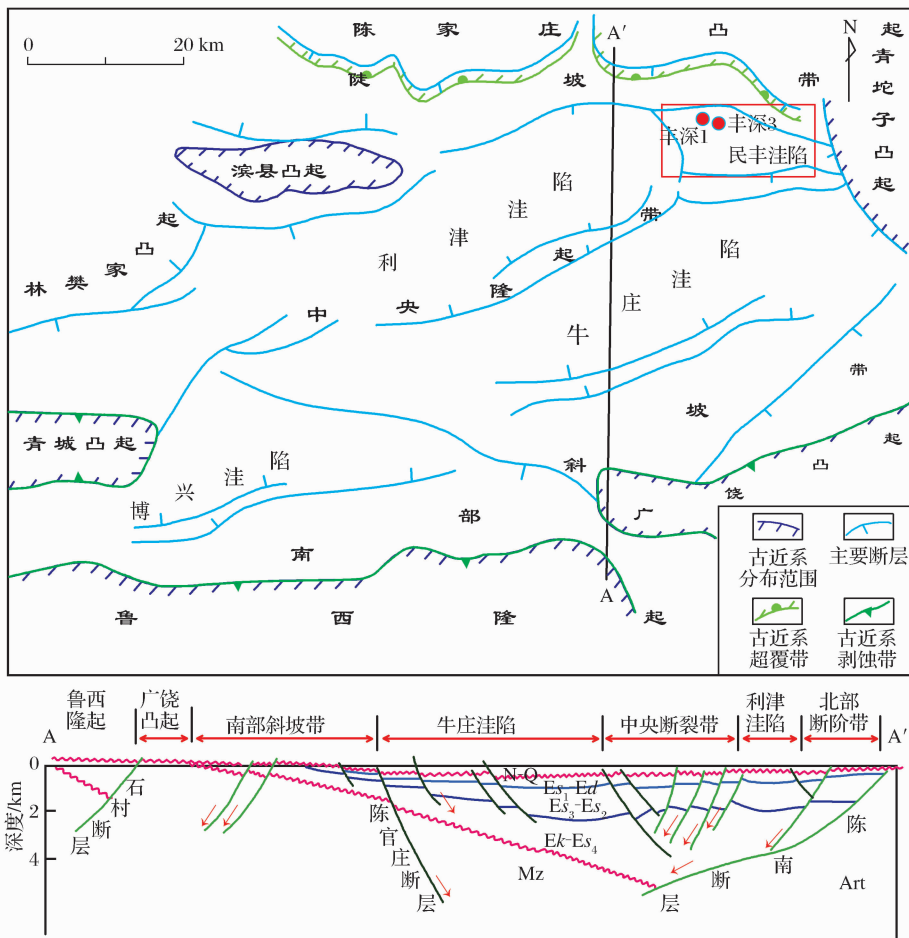 陈家庄凸起
0 20 km
A′
N
陡坡带
青坨子凸起
丰深1
丰深3
民丰洼陷
滨县凸起
利津洼陷
林樊家凸起
中央隆起带
牛庄洼陷
青城凸起
博兴洼陷
南部斜坡带
广饶凸起
鲁西隆起
A
古近系
分布范围
主要断层
古近系
超覆带
古近系
剥蚀带
鲁西
隆起
广饶
凸起
南部斜坡带
牛庄洼陷
中央断裂带
利津
洼陷
北部
断阶带
A
A′
深度/km
0
2
4
N-Q
Es₁-Ed
Es₃-Es₂
Ek-Es₄
Mz
Art
石村断层
陈官庄断层
陈南断层